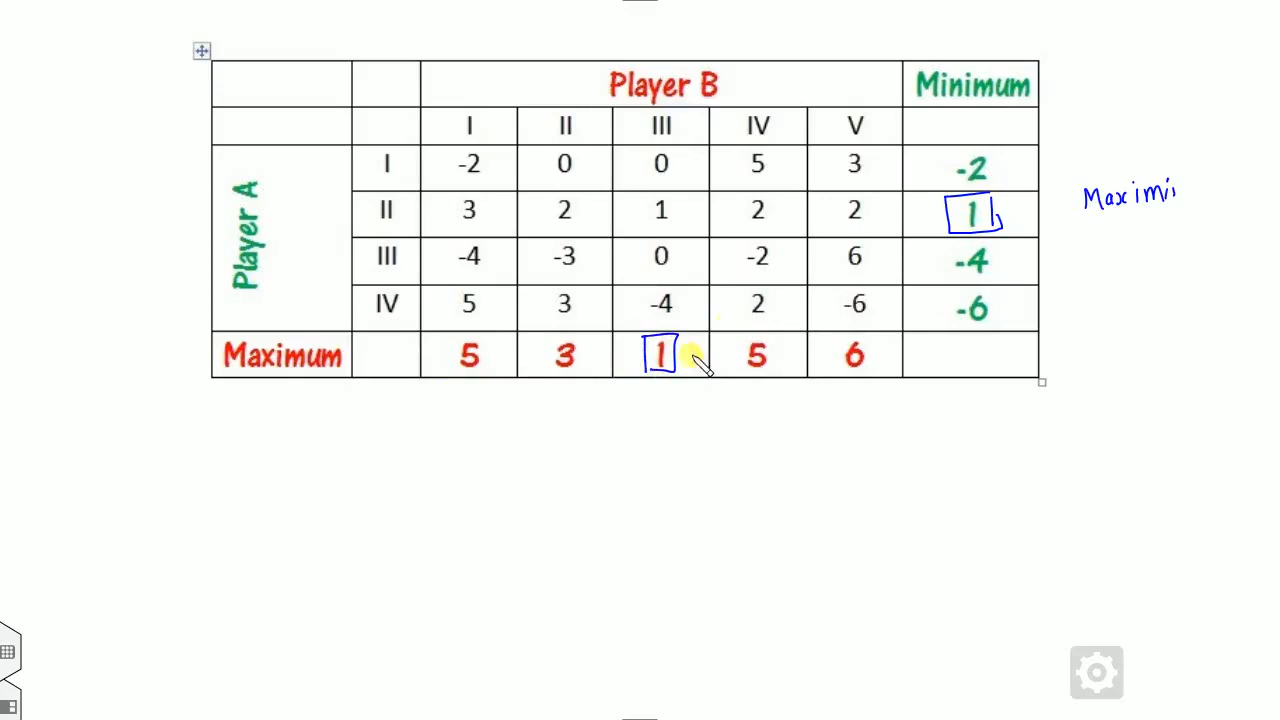 Player B Minimum
I II III IV V
Player A
I -2 0 0 5 3 -2
II 3 2 1 2 2 1
III -4 -3 0 -2 6 -4
IV 5 3 -4 2 -6 -6
Maximum 5 3 1 5 6
Maximi